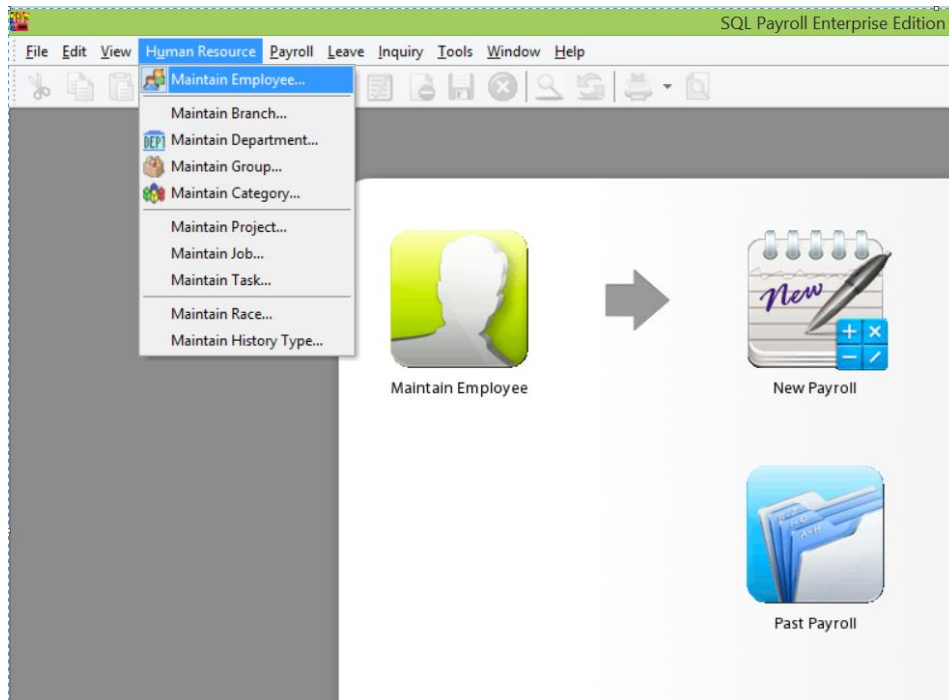 SQL Payroll Enterprise Edition
File Edit View Human Resource Payroll Leave Inquiry Tools Window Help
Maintain Employee...
Maintain Branch...
DEPT Maintain Department...
Maintain Group...
Maintain Category...
Maintain Project...
Maintain Job...
Maintain Task...
Maintain Race...
Maintain History Type...
New
Maintain Employee
New Payroll
Past Payroll